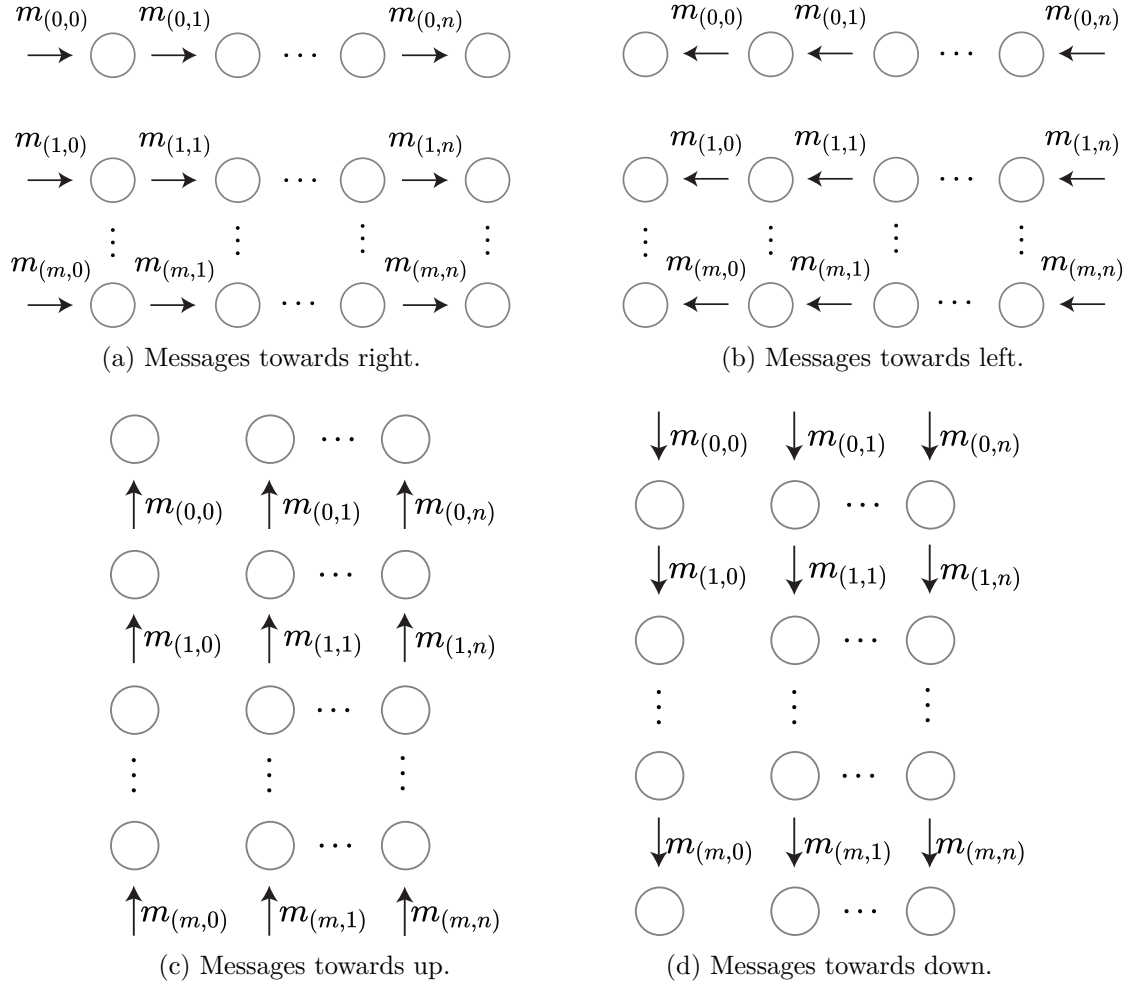 m(0,0) m(0,1) m(0,n)
m(1,0) m(1,1) ··· m(1,n)
m(m,0) m(m,1) ··· m(m,n)
(a) Messages towards right.
m(0,0) m(0,1) ··· m(0,n)
m(1,0) m(1,1) ··· m(1,n)
m(m,0) m(m,1) ··· m(m,n)
(b) Messages towards left.
m(0,0) m(0,1) m(0,n)
m(1,0) m(1,1) m(1,n)
m(m,0) m(m,1) m(m,n)
(c) Messages towards up.
m(0,0) m(0,1) m(0,n)
m(1,0) m(1,1) m(1,n)
m(m,0) m(m,1) m(m,n)
(d) Messages towards down.